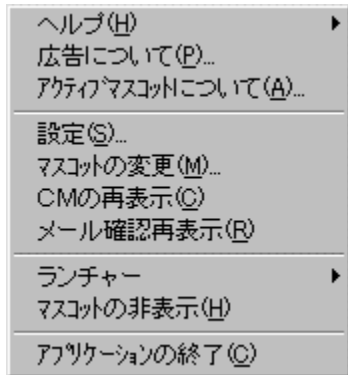 ヘルプ(H)
広告について(P)...
ｱｸﾃｨﾌﾞﾏｽｺｯﾄについて(A)...
設定(S)...
ﾏｽｺｯﾄの変更(M)...
CMの再表示(C)
メール確認再表示(R)
ランチャー
ﾏｽｺｯﾄの非表示(H)
ｱﾌﾟﾘｹｰｼｮﾝの終了(C)